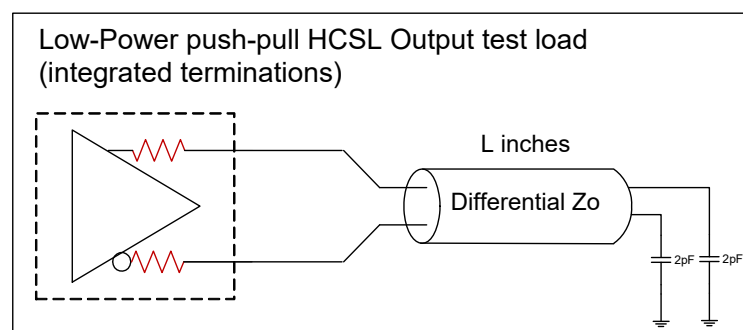 Low-Power push-pull HCSL Output test load
(integrated terminations)
L inches
Differential Zo
2pF
2pF